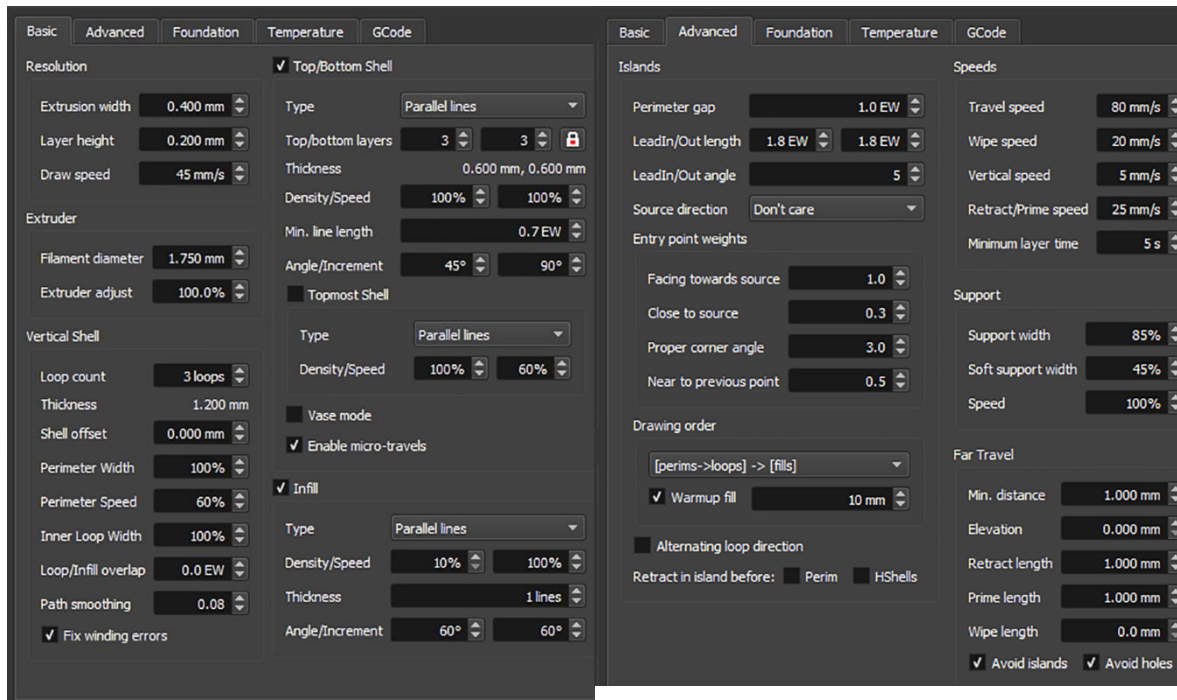 Basic Advanced Foundation Temperature GCode
Resolution
Extrusion width 0.400 mm
Layer height 0.200 mm
Draw speed 45 mm/s
Extruder
Filament diameter 1.750 mm
Extruder adjust 100.0%
Vertical Shell
Loop count 3 loops
Thickness 1.200 mm
Shell offset 0.000 mm
Perimeter Width 100%
Perimeter Speed 60%
Inner Loop Width 100%
Loop/Infill overlap 0.0 EW
Path smoothing 0.08
Fix winding errors
Top/Bottom Shell
Type Parallel lines
Top/bottom layers 3 3
Thickness 0.600 mm, 0.600 mm
Density/Speed 100% 100%
Min. line length 0.7 EW
Angle/Increment 45° 90°
Topmost Shell
Type Parallel lines
Density/Speed 100% 60%
Vase mode
Enable micro-travels
Infill
Type Parallel lines
Density/Speed 10% 100%
Thickness 1 lines
Angle/Increment 60° 60°
Basic Advanced Foundation Temperature GCode
Islands
Perimeter gap 1.0 EW
LeadIn/Out length 1.8 EW 1.8 EW
LeadIn/Out angle 5
Source direction Don't care
Entry point weights
Facing towards source 1.0
Close to source 0.3
Proper corner angle 3.0
Near to previous point 0.5
Drawing order
[perims->loops] -> [fills]
Warmup fill 10 mm
Alternating loop direction
Retract in island before: Perim HShells
Speeds
Travel speed 80 mm/s
Wipe speed 20 mm/s
Vertical speed 5 mm/s
Retract/Prime speed 25 mm/s
Minimum layer time 5 s
Support
Support width 85%
Soft support width 45%
Speed 100%
Far Travel
Min. distance 1.000 mm
Elevation 0.000 mm
Retract length 1.000 mm
Prime length 1.000 mm
Wipe length 0.0 mm
Avoid islands Avoid holes